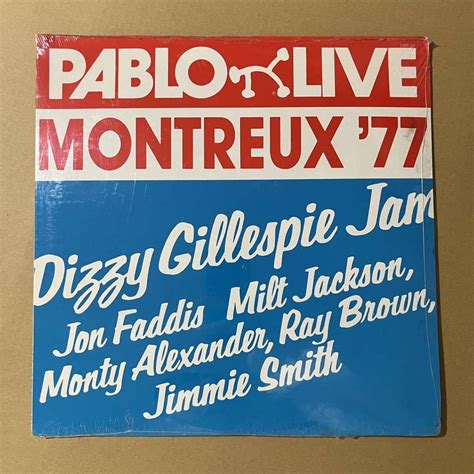 PABLO LIVE
MONTREUX '77
Dizzy Gillespie Jam
Jon Faddis Milt Jackson,
Monty Alexander, Ray Brown,
Jimmie Smith